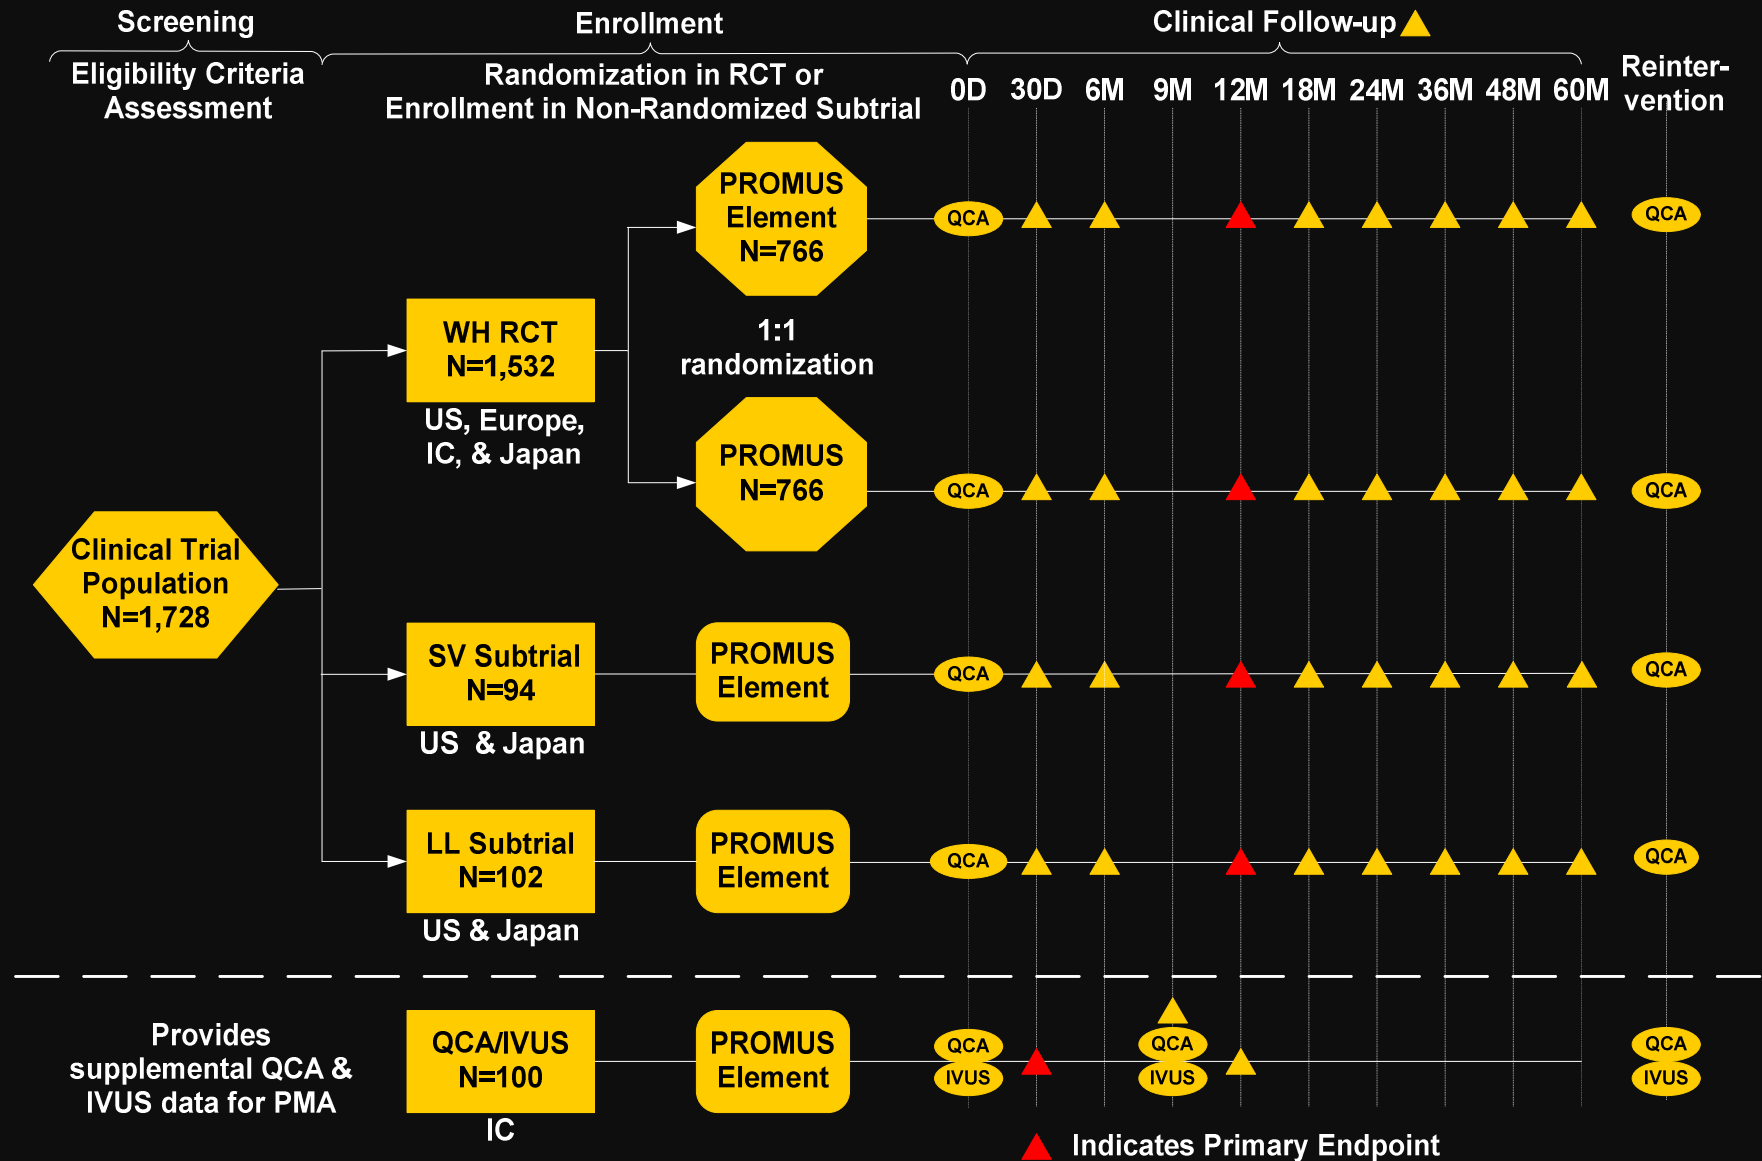 Screening
Enrollment
Clinical Follow-up
Eligibility Criteria
Assessment
Randomization in RCT or
Enrollment in Non-Randomized Subtrial
0D 30D 6M 9M 12M 18M 24M 36M 48M 60M
Reinter-
vention
PROMUS
Element
N=766
QCA
QCA
WH RCT
N=1,532
US, Europe,
IC, & Japan
1:1
randomization
PROMUS
N=766
QCA
QCA
Clinical Trial
Population
N=1,728
SV Subtrial
N=94
US & Japan
PROMUS
Element
QCA
QCA
LL Subtrial
N=102
US & Japan
PROMUS
Element
QCA
QCA
Provides
supplemental QCA &
IVUS data for PMA
QCA/IVUS
N=100
IC
PROMUS
Element
QCA
IVUS
QCA
IVUS
QCA
IVUS
Indicates Primary Endpoint